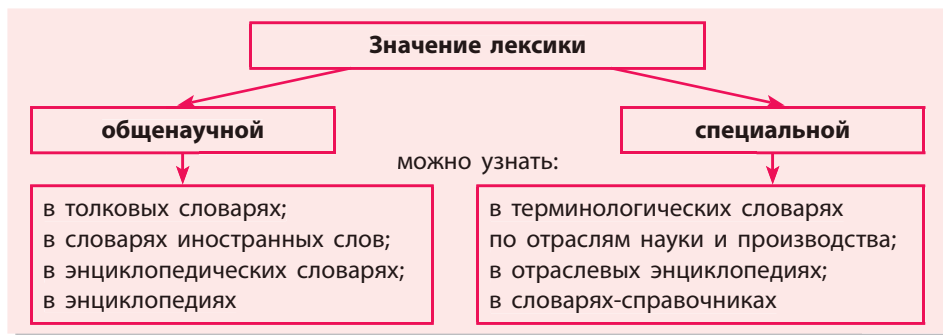 Значение лексики
общенаучной
специальной
можно узнать:
в толковых словарях;
в словарях иностранных слов;
в энциклопедических словарях;
в энциклопедиях
в терминологических словарях
по отраслям науки и производства;
в отраслевых энциклопедиях;
в словарях-справочниках